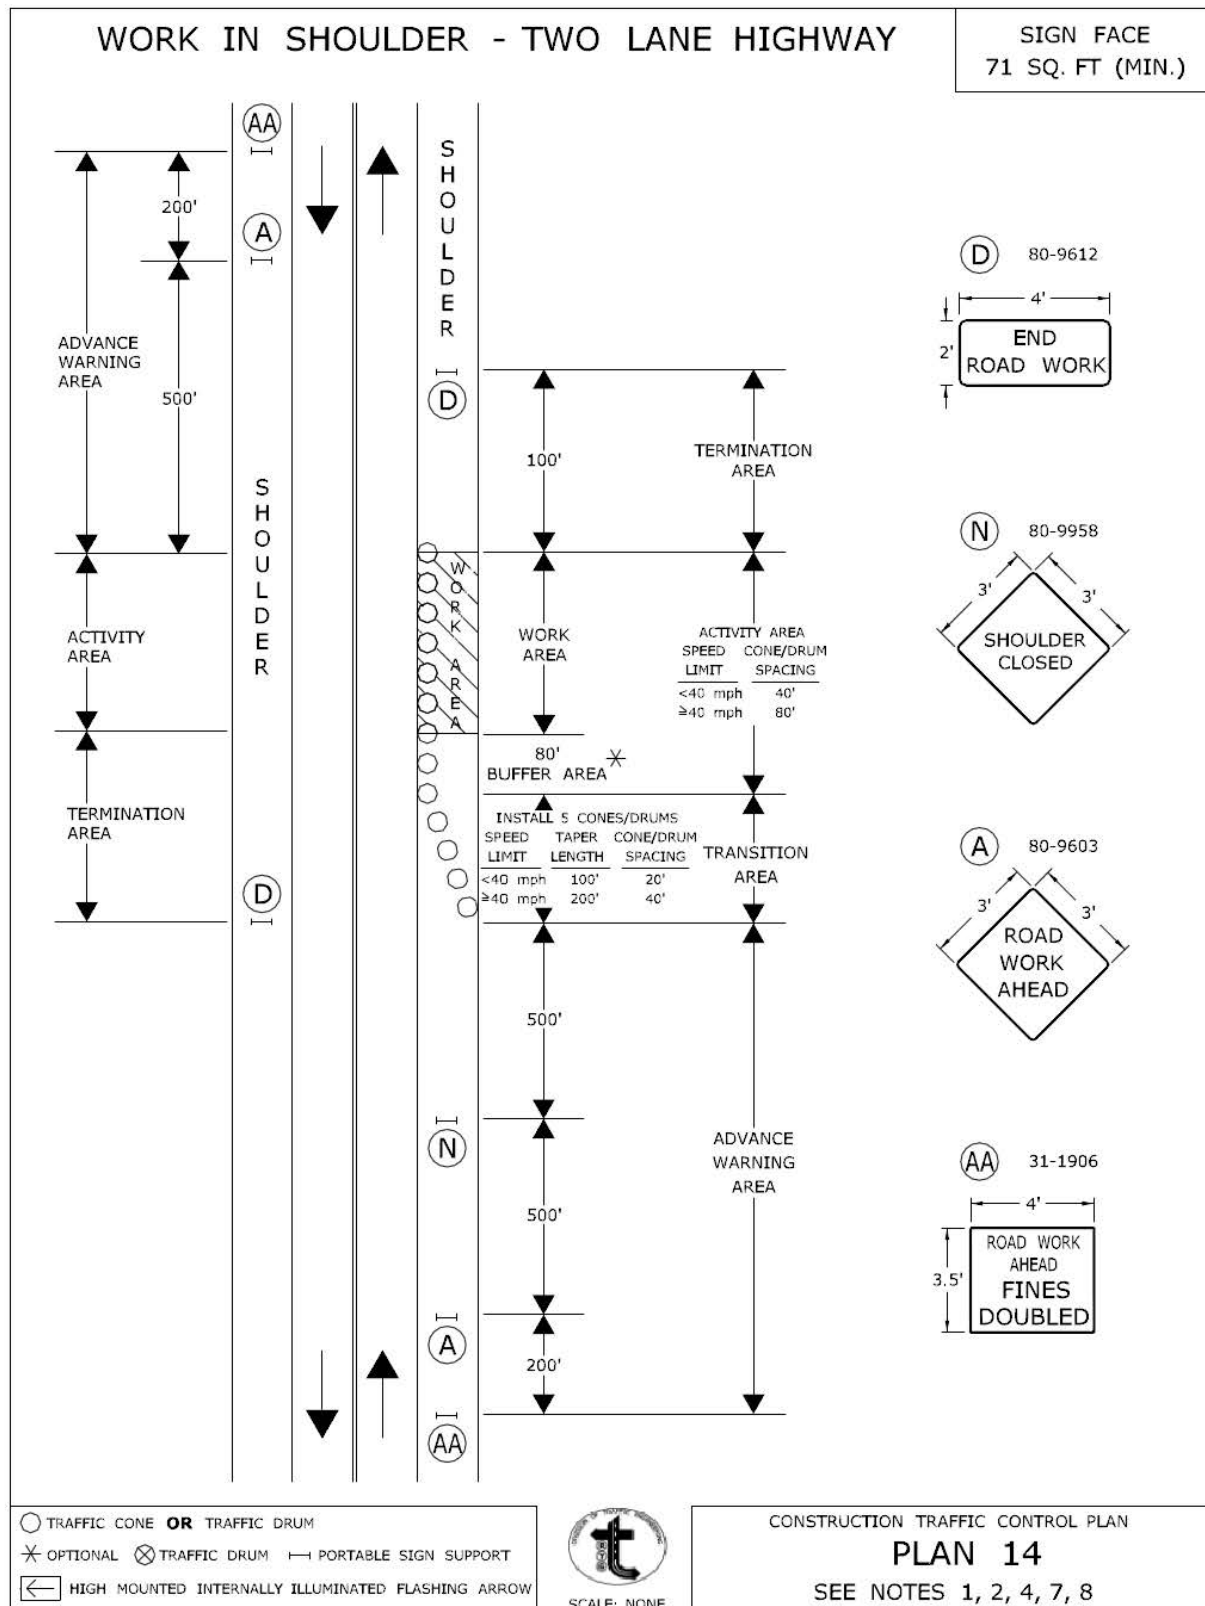 WORK IN SHOULDER - TWO LANE HIGHWAY
SIGN FACE
71 SQ. FT (MIN.)
AA
200'
A
ADVANCE
WARNING
AREA
500'
SHOULDER
ACTIVITY
AREA
TERMINATION
AREA
D
SHOULDER
D
100'
TERMINATION
AREA
WORK AREA
WORK
AREA
ACTIVITY AREA
SPEED CONE/DRUM
LIMIT SPACING
<40 mph 40'
≥40 mph 80'
80'
BUFFER AREA
INSTALL 5 CONES/DRUMS
SPEED TAPER CONE/DRUM
LIMIT LENGTH SPACING
<40 mph 100' 20'
≥40 mph 200' 40'
TRANSITION
AREA
500'
N
500'
ADVANCE
WARNING
AREA
A
200'
AA
D 80-9612
4'
2'
END
ROAD WORK
N 80-9958
3' 3'
SHOULDER
CLOSED
A 80-9603
3' 3'
ROAD
WORK
AHEAD
AA 31-1906
4'
3.5'
ROAD WORK
AHEAD
FINES
DOUBLED
TRAFFIC CONE OR TRAFFIC DRUM
OPTIONAL TRAFFIC DRUM PORTABLE SIGN SUPPORT
HIGH MOUNTED INTERNALLY ILLUMINATED FLASHING ARROW
DIVISION OF TRAFFIC ENGINEERING
t
SCALE: NONE
CONSTRUCTION TRAFFIC CONTROL PLAN
PLAN 14
SEE NOTES 1, 2, 4, 7, 8